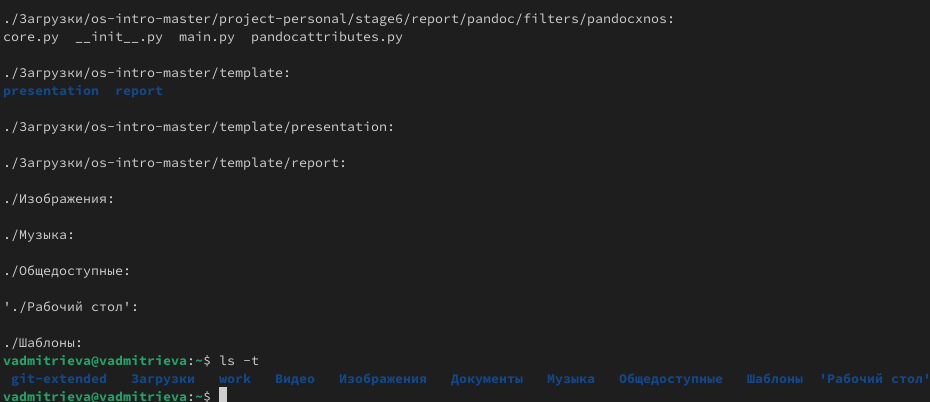 ./Загрузки/os-intro-master/project-personal/stage6/report/pandoc/filters/pandocxnos:
core.py  __init__.py  main.py  pandocattributes.py
./Загрузки/os-intro-master/template:
presentation  report
./Загрузки/os-intro-master/template/presentation:
./Загрузки/os-intro-master/template/report:
./Изображения:
./Музыка:
./Общедоступные:
'./Рабочий стол':
./Шаблоны:
vadmitrieva@vadmitrieva:~$ ls -t
git-extended   Загрузки   work   Видео   Изображения   Документы   Музыка   Общедоступные   Шаблоны  'Рабочий стол'
vadmitrieva@vadmitrieva:~$